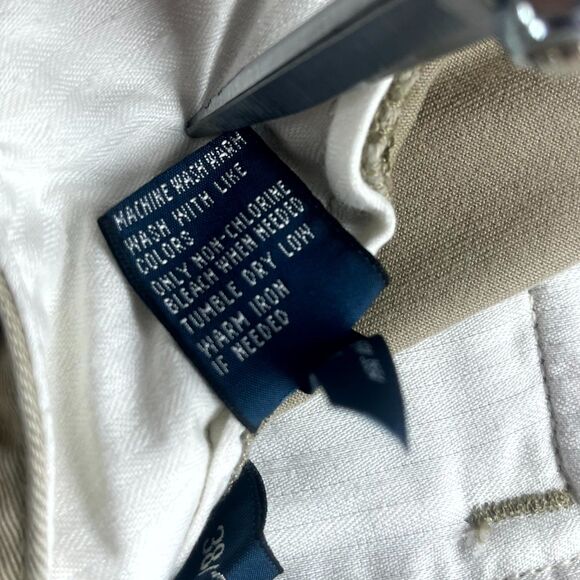 MACHINE WASH WARM
WASH WITH LIKE
COLORS
ONLY NON-CHLORINE
BLEACH WHEN NEEDED
TUMBLE DRY LOW
WARM IRON
IF NEEDED
38/